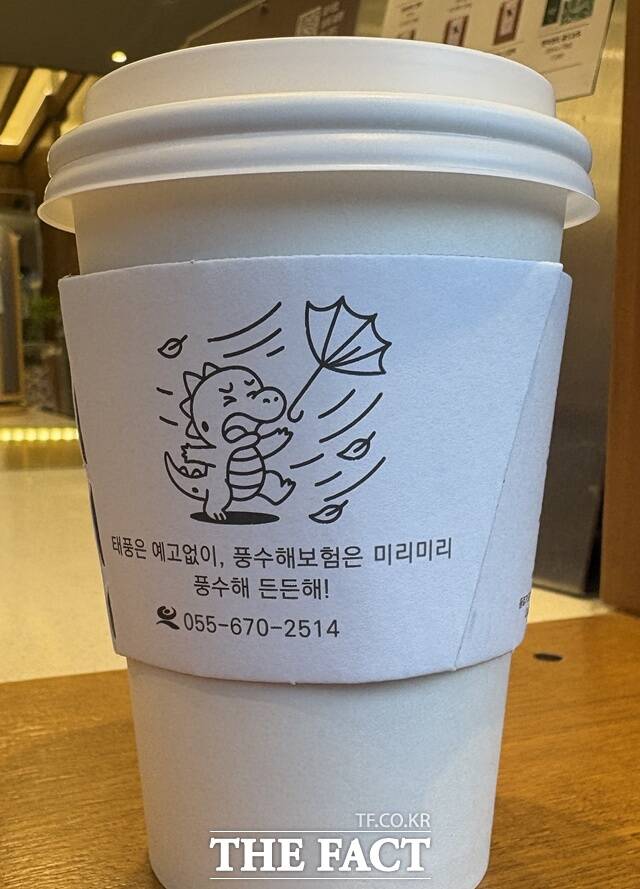 태풍은 예고없이, 풍수해보험은 미리미리
풍수해 든든해!
055-670-2514
TF.CO.KR
THE FACT